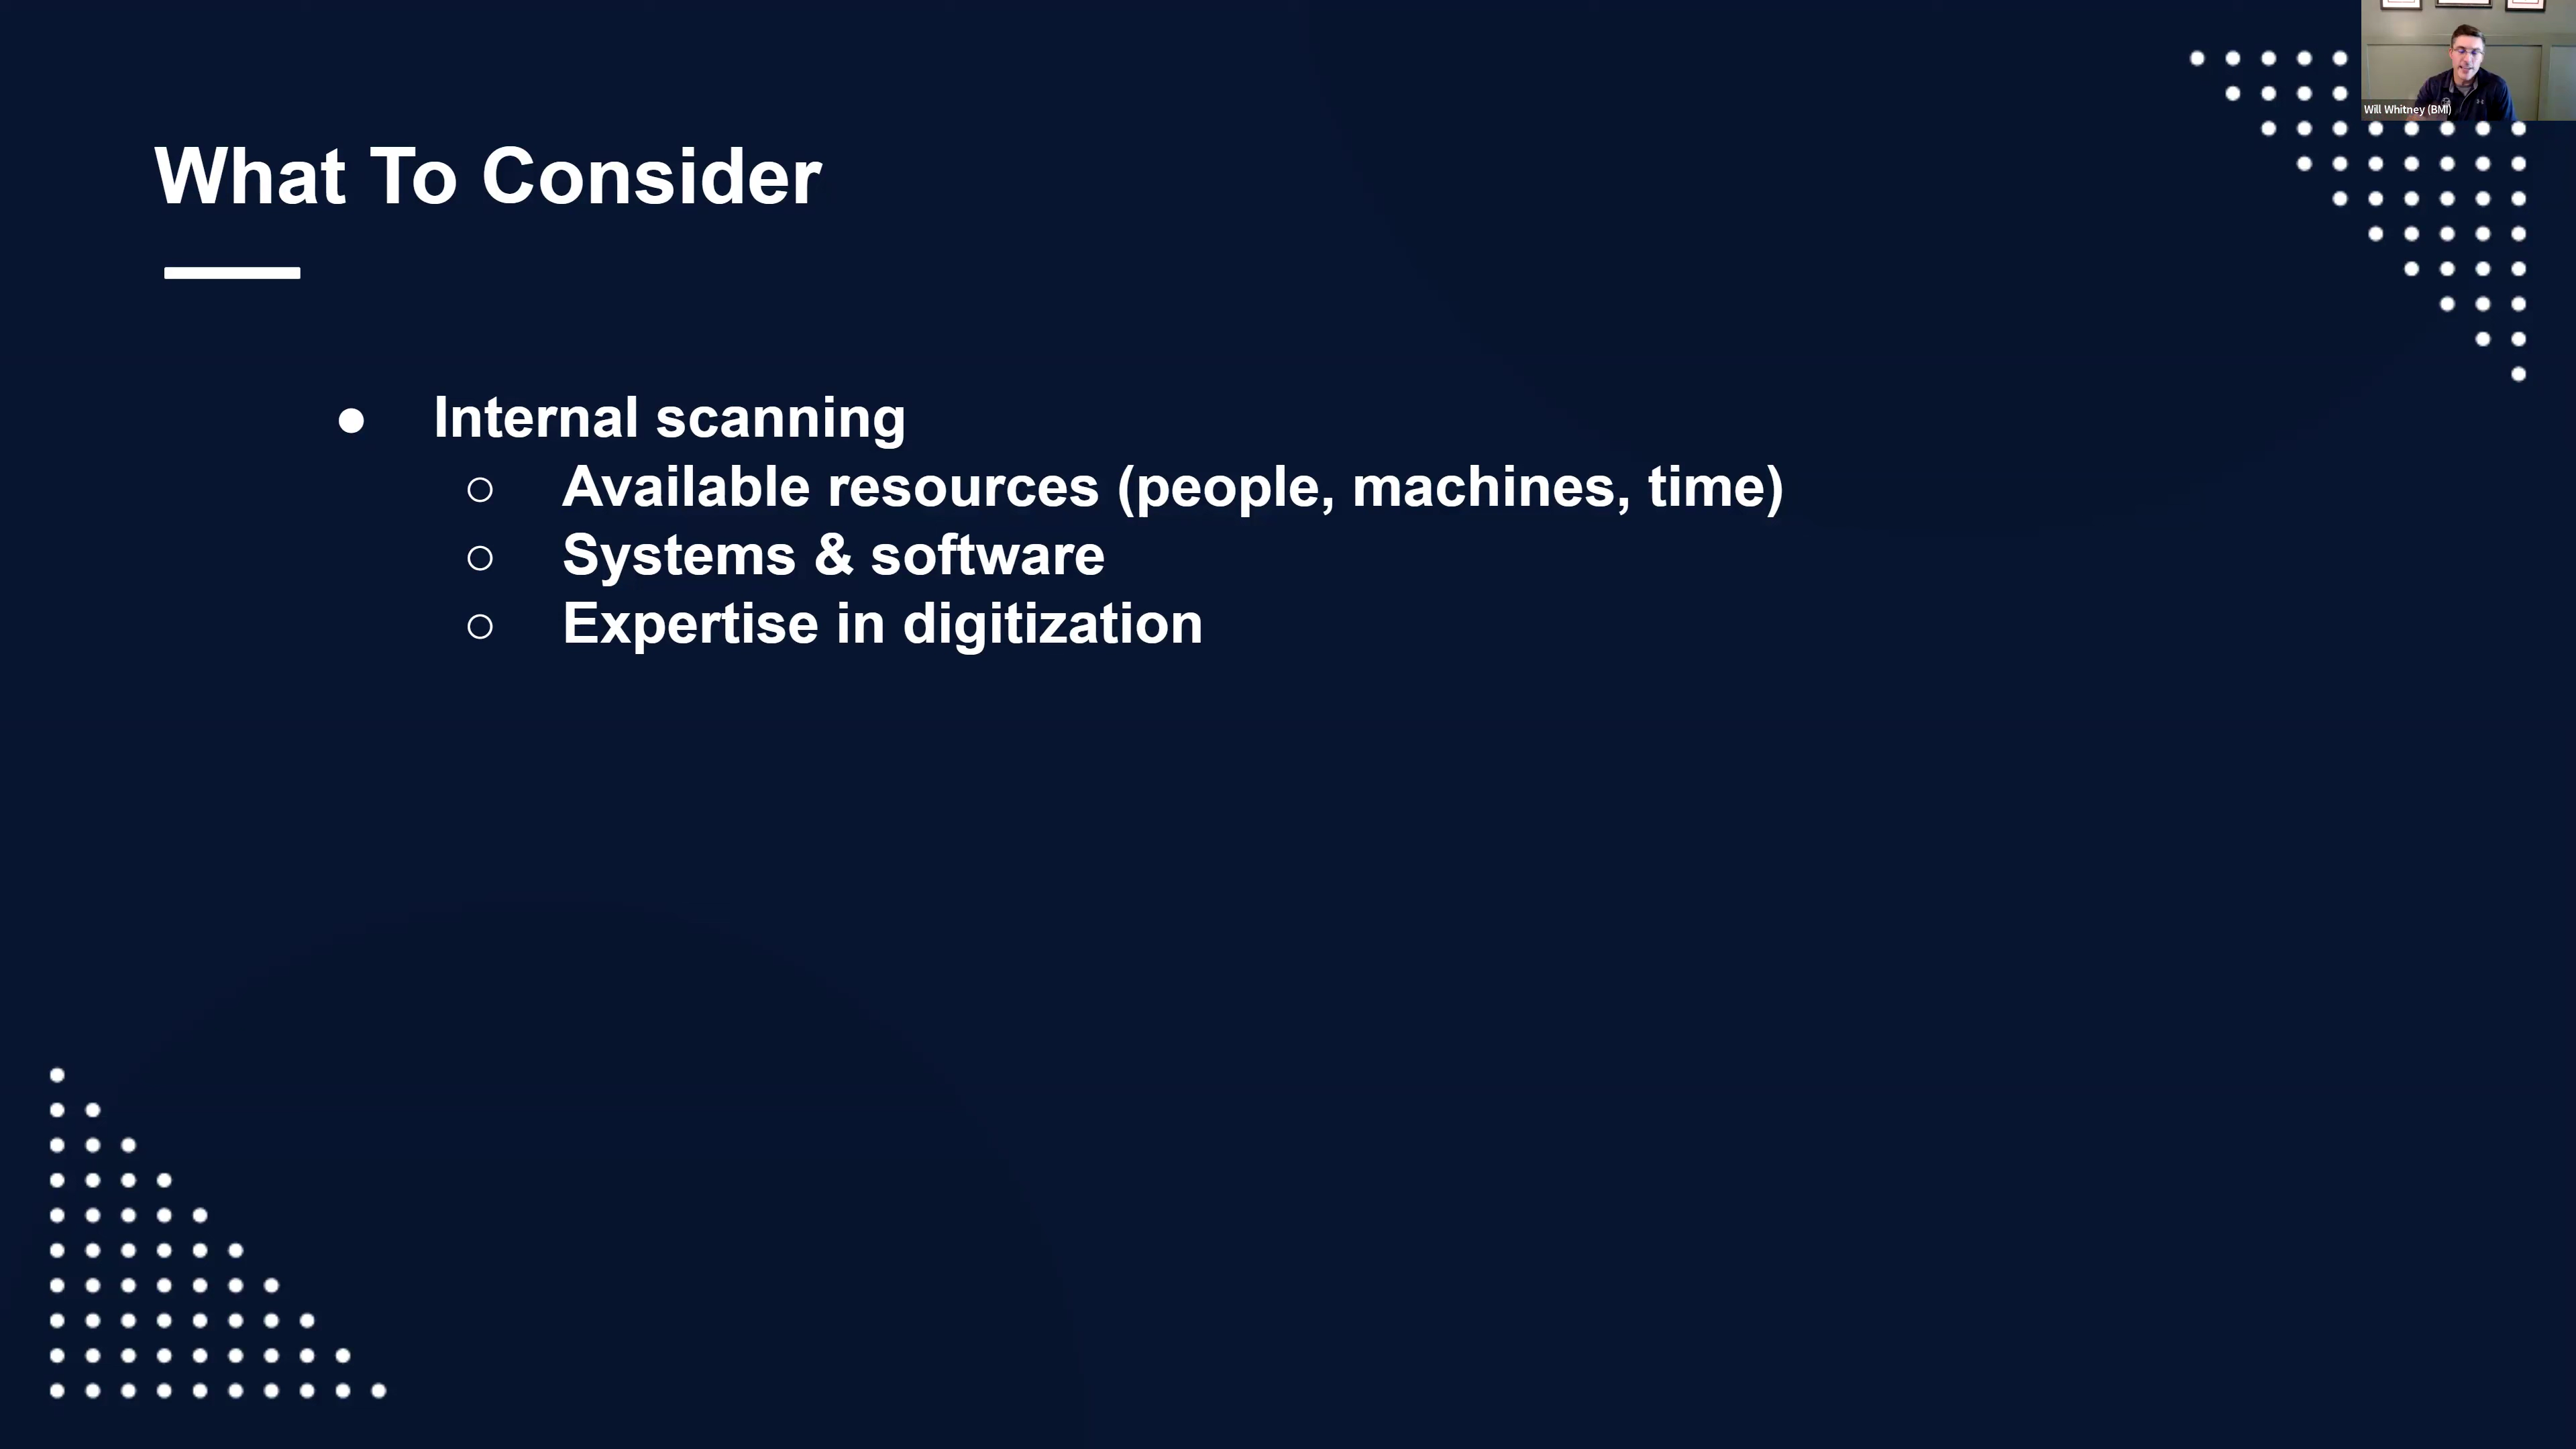 What To Consider
● Internal scanning
○ Available resources (people, machines, time)
○ Systems & software
○ Expertise in digitization
Will Whitney (BMI)